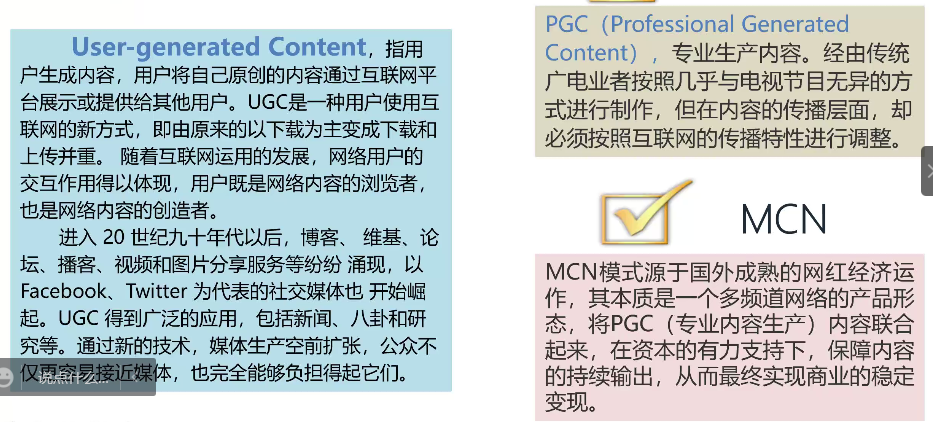 User-generated Content，指用
户生成内容，用户将自己原创的内容通过互联网平
台展示或提供给其他用户。UGC是一种用户使用互
联网的新方式，即由原来的以下载为主变成下载和
上传并重。 随着互联网运用的发展，网络用户的
交互作用得以体现，用户既是网络内容的浏览者，
也是网络内容的创造者。
进入 20 世纪九十年代以后，博客、 维基、论
坛、播客、视频和图片分享服务等纷纷 涌现，以
Facebook、Twitter 为代表的社交媒体也 开始崛
起。UGC 得到广泛的应用，包括新闻、八卦和研
究等。通过新的技术，媒体生产空前扩张，公众不
仅更容易接近媒体，也完全能够负担得起它们。
说点什么...
PGC（Professional Generated
Content），专业生产内容。经由传统
广电业者按照几乎与电视节目无异的方
式进行制作，但在内容的传播层面，却
必须按照互联网的传播特性进行调整。
MCN
MCN模式源于国外成熟的网红经济运
作，其本质是一个多频道网络的产品形
态，将PGC（专业内容生产）内容联合
起来，在资本的有力支持下，保障内容
的持续输出，从而最终实现商业的稳定
变现。